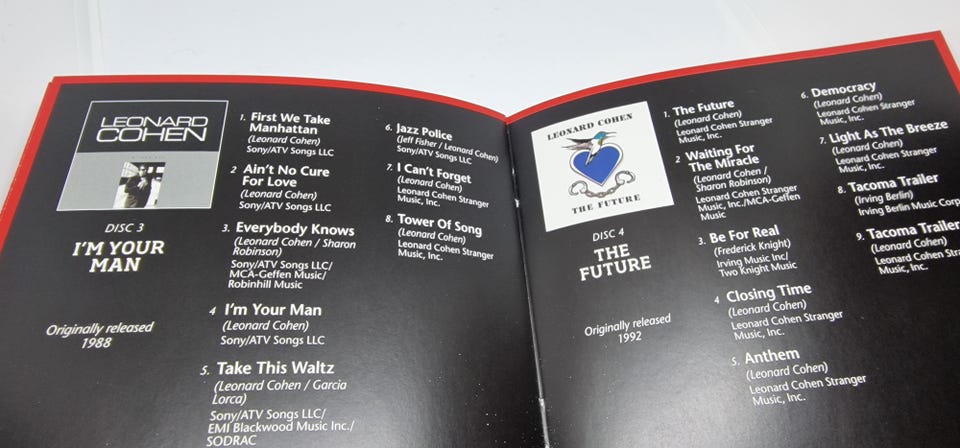 LEONARD
COHEN
DISC 3
I'M YOUR
MAN
Originally released
1988
1. First We Take
Manhattan
(Leonard Cohen)
Sony/ATV Songs LLC
2 Ain't No Cure
For Love
(Leonard Cohen)
Sony/ATV Songs LLC
3. Everybody Knows
(Leonard Cohen / Sharon
Robinson)
Sony/ATV Songs LLC/
MCA-Geffen Music/
Robinhill Music
4 I'm Your Man
(Leonard Cohen)
Sony/ATV Songs LLC
5. Take This Waltz
(Leonard Cohen / Garcia
Lorca)
Sony/ATV Songs LLC/
EMI Blackwood Music Inc./
SODRAC
6. Jazz Police
(Jeff Fisher / Leonard Cohen)
Sony/ATV Songs LLC
7. I Can't Forget
(Leonard Cohen)
Leonard Cohen Stranger
Music, Inc.
8. Tower Of Song
(Leonard Cohen)
Leonard Cohen Stranger
Music, Inc.
LEONARD COHEN
THE FUTURE
DISC 4
THE
FUTURE
Originally released
1992
1. The Future
(Leonard Cohen)
Leonard Cohen Stranger
Music, Inc.
2 Waiting For
The Miracle
(Leonard Cohen /
Sharon Robinson)
Leonard Cohen Stranger
Music, Inc./MCA-Geffen
Music
3. Be For Real
(Frederick Knight)
Irving Music Inc/
Two Knight Music
4 Closing Time
(Leonard Cohen)
Leonard Cohen Stranger
Music, Inc.
5. Anthem
(Leonard Cohen)
Leonard Cohen Stranger
Music, Inc.
6. Democracy
(Leonard Cohen)
Leonard Cohen Stranger
Music, Inc.
7. Light As The Breeze
(Leonard Cohen)
Leonard Cohen Stranger
Music, Inc.
8. Tacoma Trailer
(Irving Berlin)
Irving Berlin Music Corp
9. Tacoma Trailer
(Leonard Cohen)
Leonard Cohen Stran
Music, Inc.